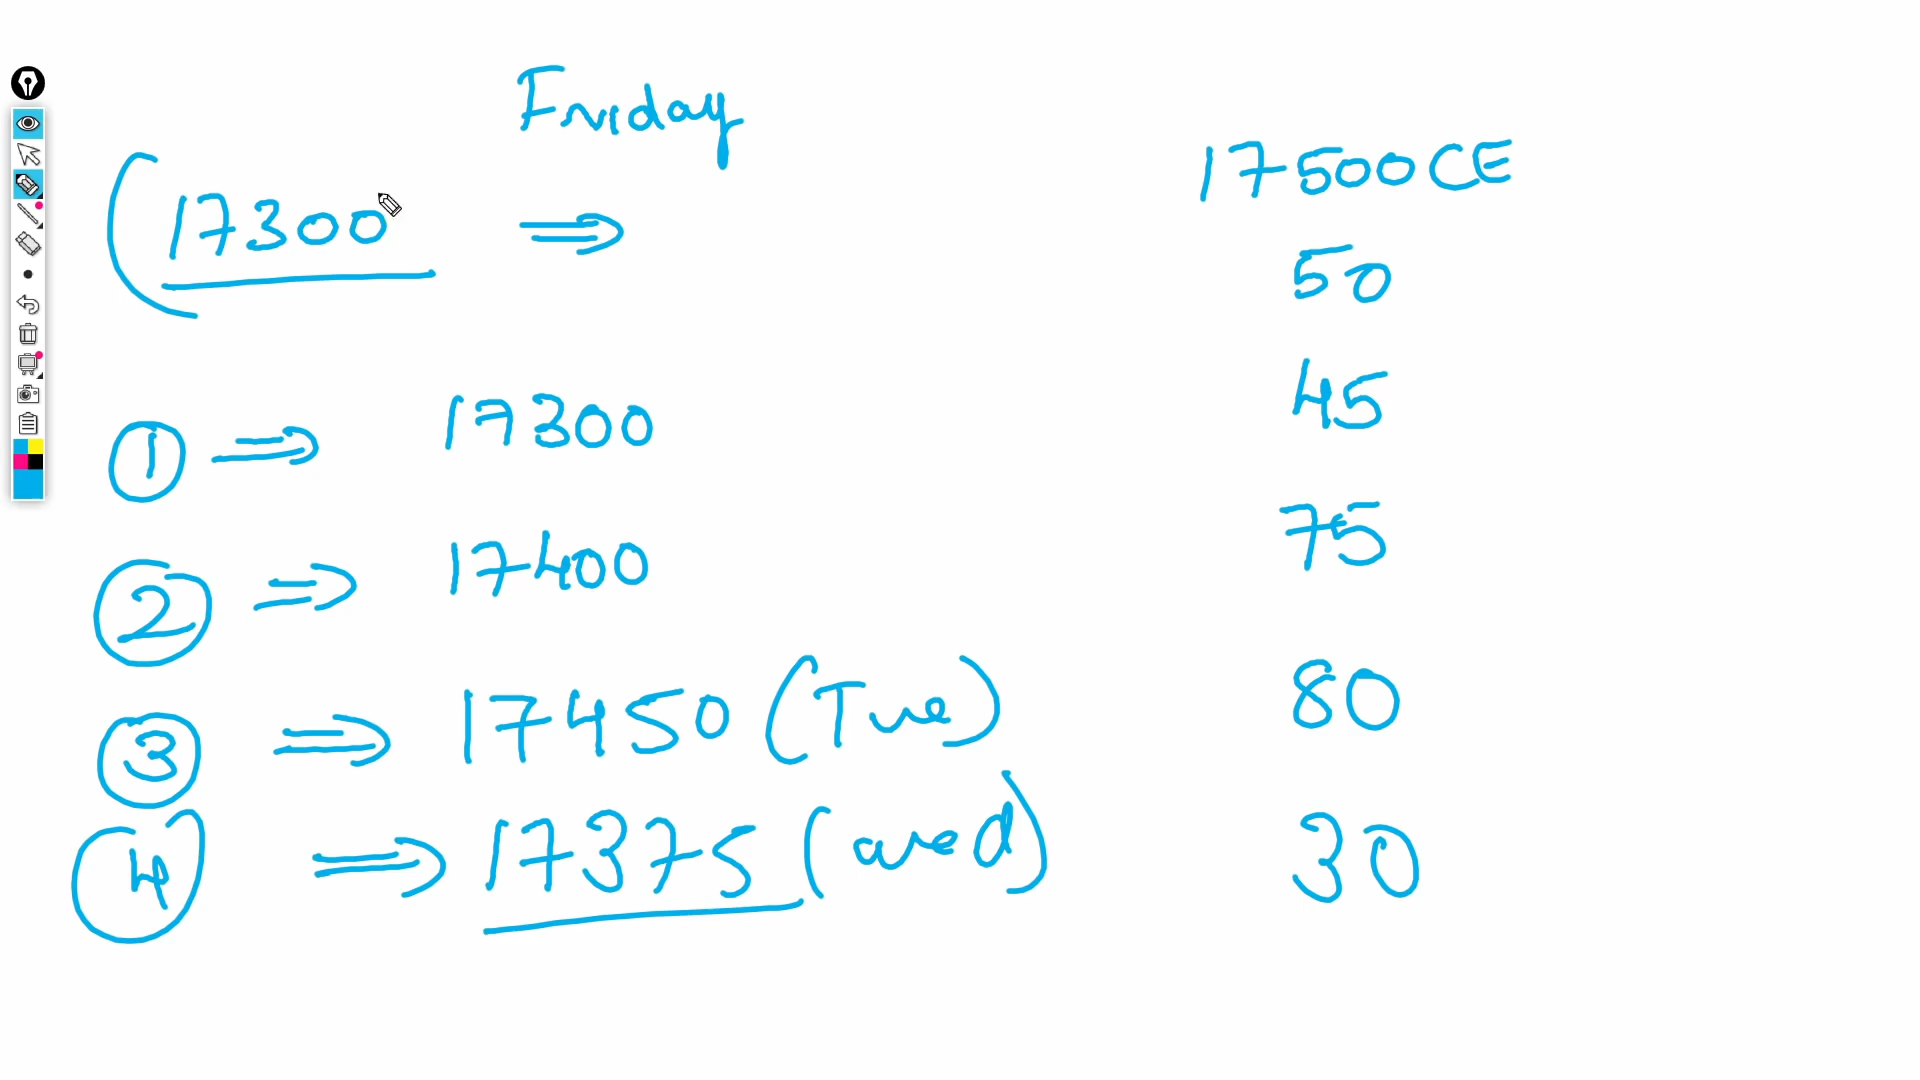 Friday
17300 ⇒
17500CE
50
1 ⇒ 17300
45
2 ⇒ 17400
75
3 ⇒ 17450 (Tue)
80
4 ⇒ 17375 (wed)
30